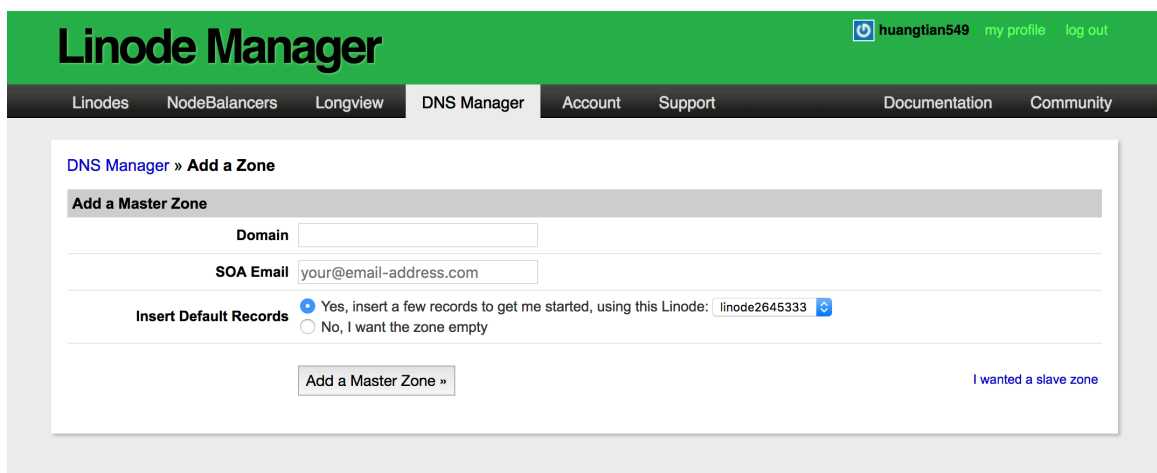 Linode Manager
huangtian549 my profile log out
Linodes NodeBalancers Longview DNS Manager Account Support Documentation Community
DNS Manager » Add a Zone
Add a Master Zone
Domain
SOA Email your@email-address.com
Insert Default Records
Yes, insert a few records to get me started, using this Linode: linode2645333
No, I want the zone empty
Add a Master Zone »
I wanted a slave zone